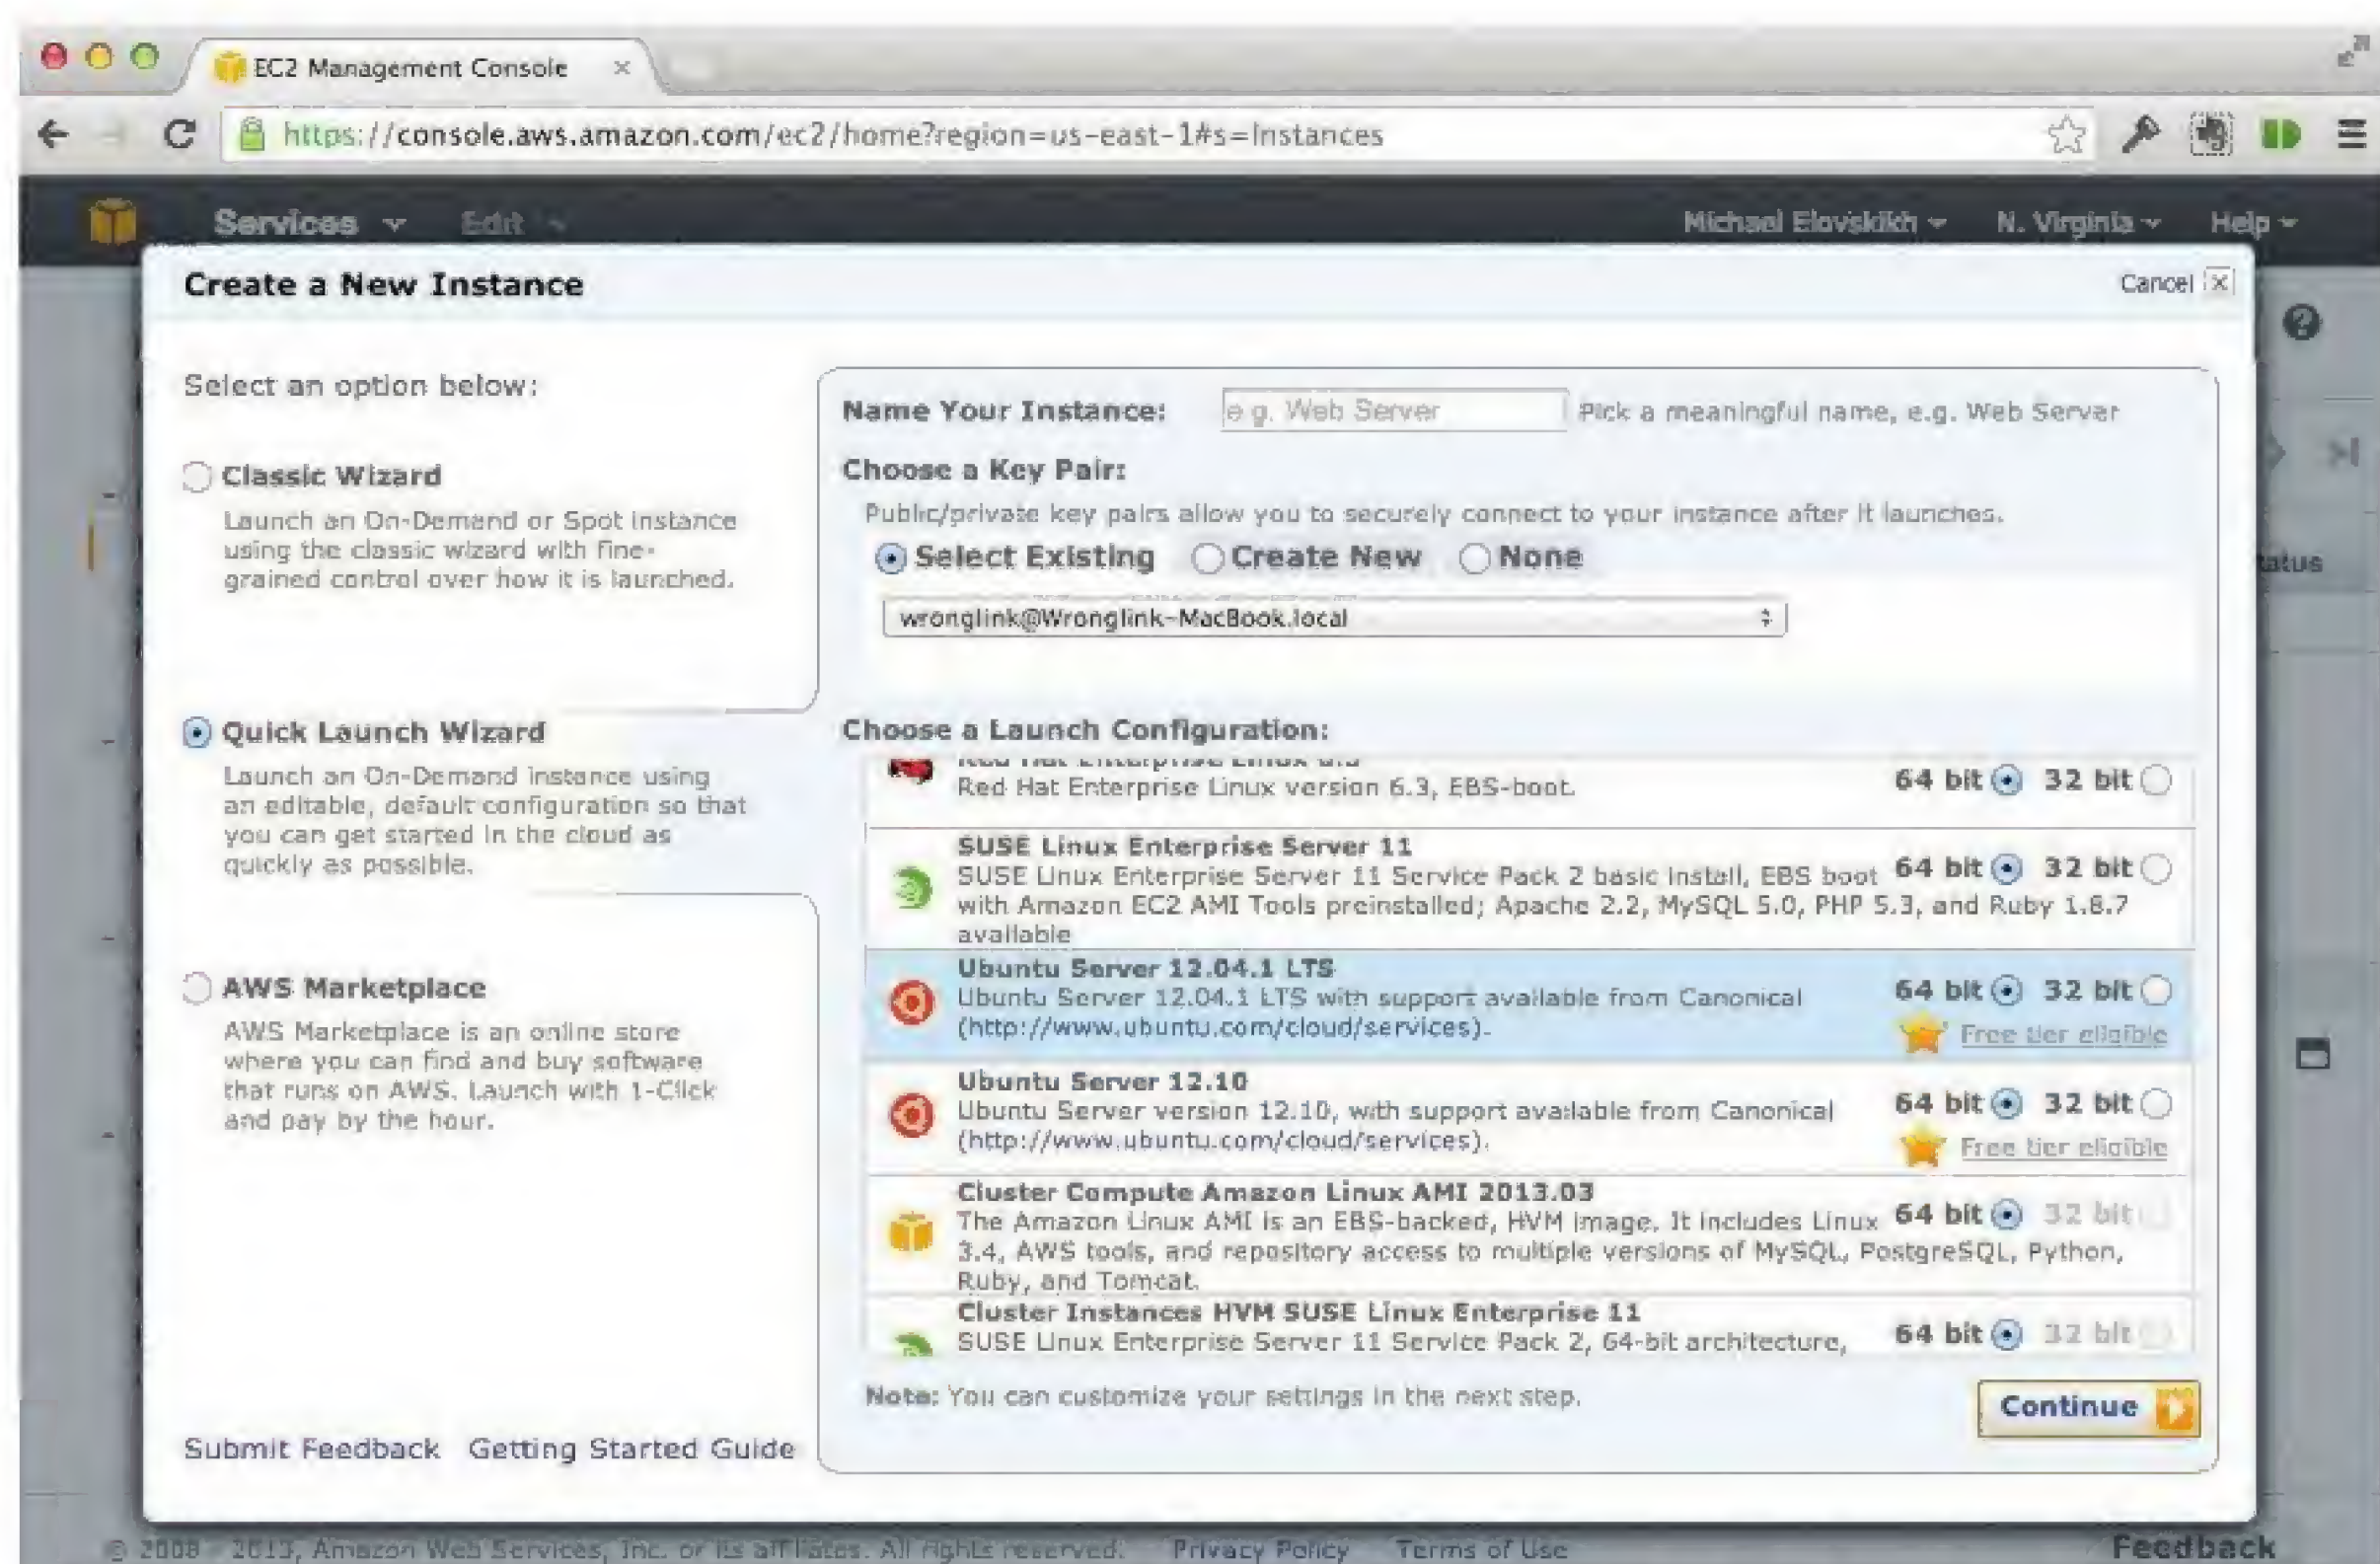 EC2 Management Console
https://console.aws.amazon.com/ec2/home?region=us-east-1#s=Instances
Services Edit Michael Elovskikh N. Virginia Help
Create a New Instance
Cancel
Select an option below:
Classic Wizard
Launch an On-Demand or Spot instance
using the classic wizard with fine-
grained control over how it is launched.
Quick Launch Wizard
Launch an On-Demand instance using
an editable, default configuration so that
you can get started in the cloud as
quickly as possible.
AWS Marketplace
AWS Marketplace is an online store
where you can find and buy software
that runs on AWS. Launch with 1-Click
and pay by the hour.
Submit Feedback Getting Started Guide
Name Your Instance: e.g. Web Server Pick a meaningful name, e.g. Web Server
Choose a Key Pair:
Public/private key pairs allow you to securely connect to your instance after it launches.
Select Existing Create New None
wronglink@Wronglink-MacBook.local
Choose a Launch Configuration:
Red Hat Enterprise Linux 6.3
Red Hat Enterprise Linux version 6.3, EBS-boot.
64 bit 32 bit
SUSE Linux Enterprise Server 11
SUSE Linux Enterprise Server 11 Service Pack 2 basic install, EBS boot
with Amazon EC2 AMI Tools preinstalled; Apache 2.2, MySQL 5.0, PHP 5.3, and Ruby 1.8.7
available
64 bit 32 bit
Ubuntu Server 12.04.1 LTS
Ubuntu Server 12.04.1 LTS with support available from Canonical
(http://www.ubuntu.com/cloud/services).
64 bit 32 bit
Free tier eligible
Ubuntu Server 12.10
Ubuntu Server version 12.10, with support available from Canonical
(http://www.ubuntu.com/cloud/services).
64 bit 32 bit
Free tier eligible
Cluster Compute Amazon Linux AMI 2013.03
The Amazon Linux AMI is an EBS-backed, HVM image. It includes Linux
3.4, AWS tools, and repository access to multiple versions of MySQL, PostgreSQL, Python,
Ruby, and Tomcat.
64 bit 32 bit
Cluster Instances HVM SUSE Linux Enterprise 11
SUSE Linux Enterprise Server 11 Service Pack 2, 64-bit architecture,
64 bit 32 bit
Note: You can customize your settings in the next step.
Continue
tatus
© 2008 - 2013, Amazon Web Services, Inc. or its affiliates. All rights reserved. Privacy Policy Terms of Use Feedback